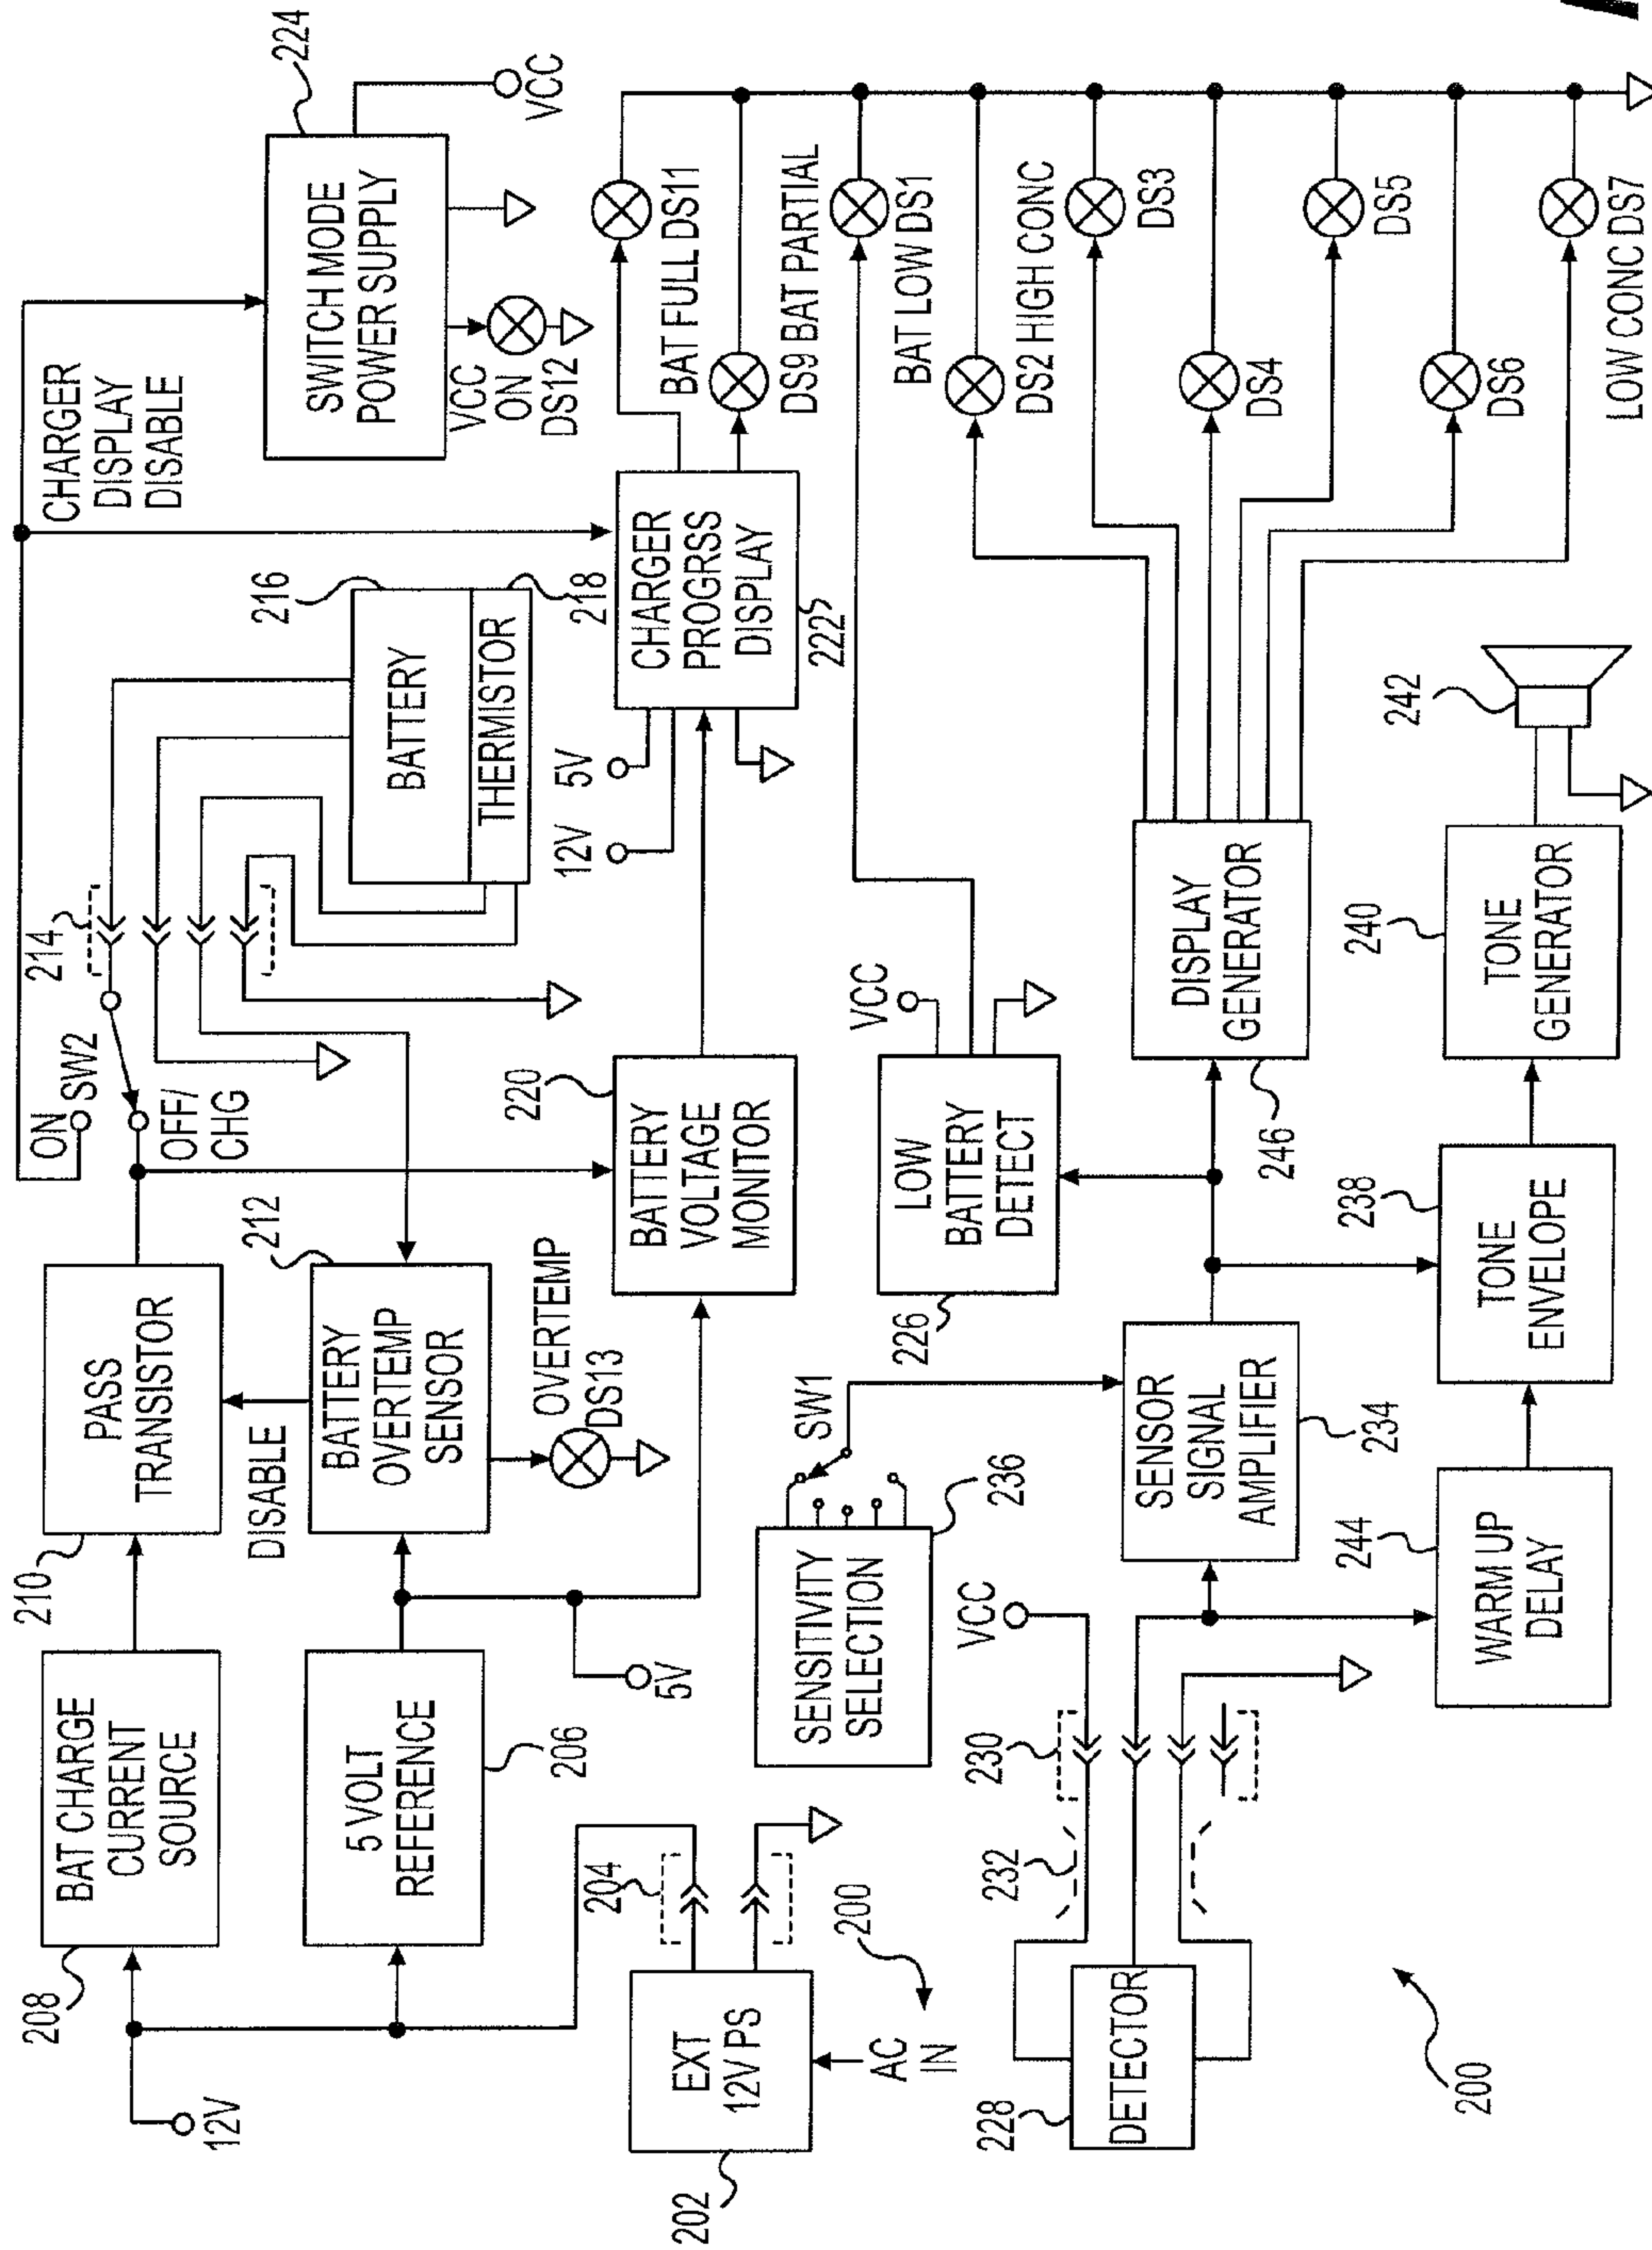 208
BAT CHARGE
CURRENT
SOURCE
12V
210
PASS
TRANSISTOR
ON
SW2
OFF/
CHG
214
CHARGER
DISPLAY
DISABLE
SWITCH MODE
POWER SUPPLY
224
VCC
VCC
ON
DS12
5 VOLT
REFERENCE
206
5V
DISABLE
212
BATTERY
OVERTEMP
SENSOR
OVERTEMP
DS13
216
BATTERY
THERMISTOR
218
202
EXT
12V PS
204
AC
IN
200
220
BATTERY
VOLTAGE
MONITOR
12V
5V
CHARGER
PROGRSS
DISPLAY
222
BAT FULL DS11
DS9 BAT PARTIAL
BAT LOW DS1
DS2 HIGH CONC
DS3
DS4
DS5
DS6
LOW CONC DS7
SENSITIVITY
SELECTION
236
SW1
226
LOW
BATTERY
DETECT
VCC
228
DETECTOR
232
230
VCC
SENSOR
SIGNAL
AMPLIFIER
234
246
DISPLAY
GENERATOR
244
WARM UP
DELAY
238
TONE
ENVELOPE
240
TONE
GENERATOR
242
200